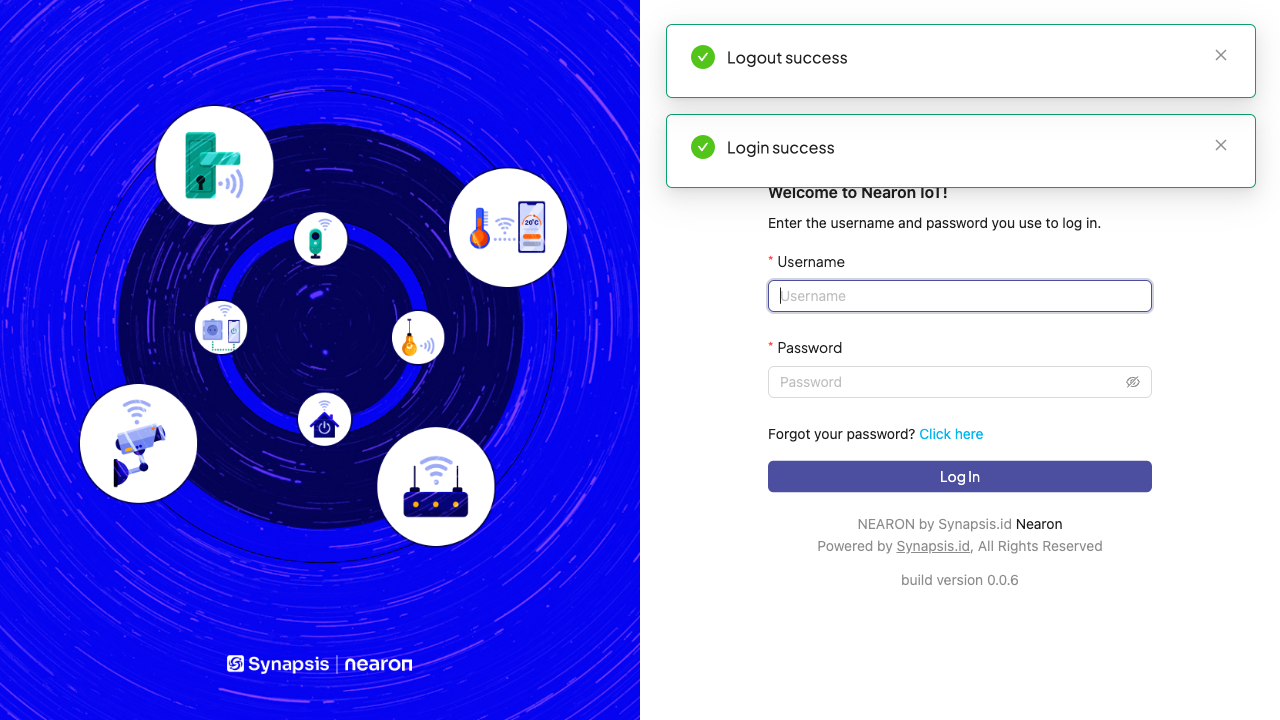 Logout success
Login success
Welcome to Nearon IoT!
Enter the username and password you use to log in.
* Username
Username
* Password
Password
Forgot your password? Click here
Log In
NEARON by Synapsis.id Nearon
Powered by Synapsis.id, All Rights Reserved
build version 0.0.6
20°C
Synapsis | nearon